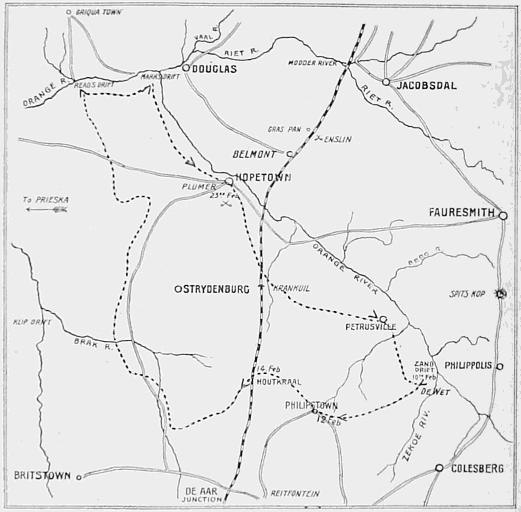 GRIQUA TOWN
VAAL R
RIET R.
DOUGLAS
MARKS DRIFT
READS DRIFT
ORANGE R.
MODDER RIVER
JACOBSDAL
RIET R.
GRAS PAN
ENSLIN
BELMONT
HOPETOWN
PLUMER
23RD Feb
To PRIESKA
FAURESMITH
ORANGE RIVER
STRYDENBURG
KRANKUIL
SPITS KOP
PETRUSVILLE
KLIP DRIFT
BRAK R.
ZAND
DRIFT
10TH Feb
PHILIPPOLIS
14 Feb
HOUTKRAAL
DE WET
PHILIPSTOWN
12 Feb
ZEKOE RIV.
BRITSTOWN
COLESBERG
DE AAR
JUNCTION
REITFONTEIN